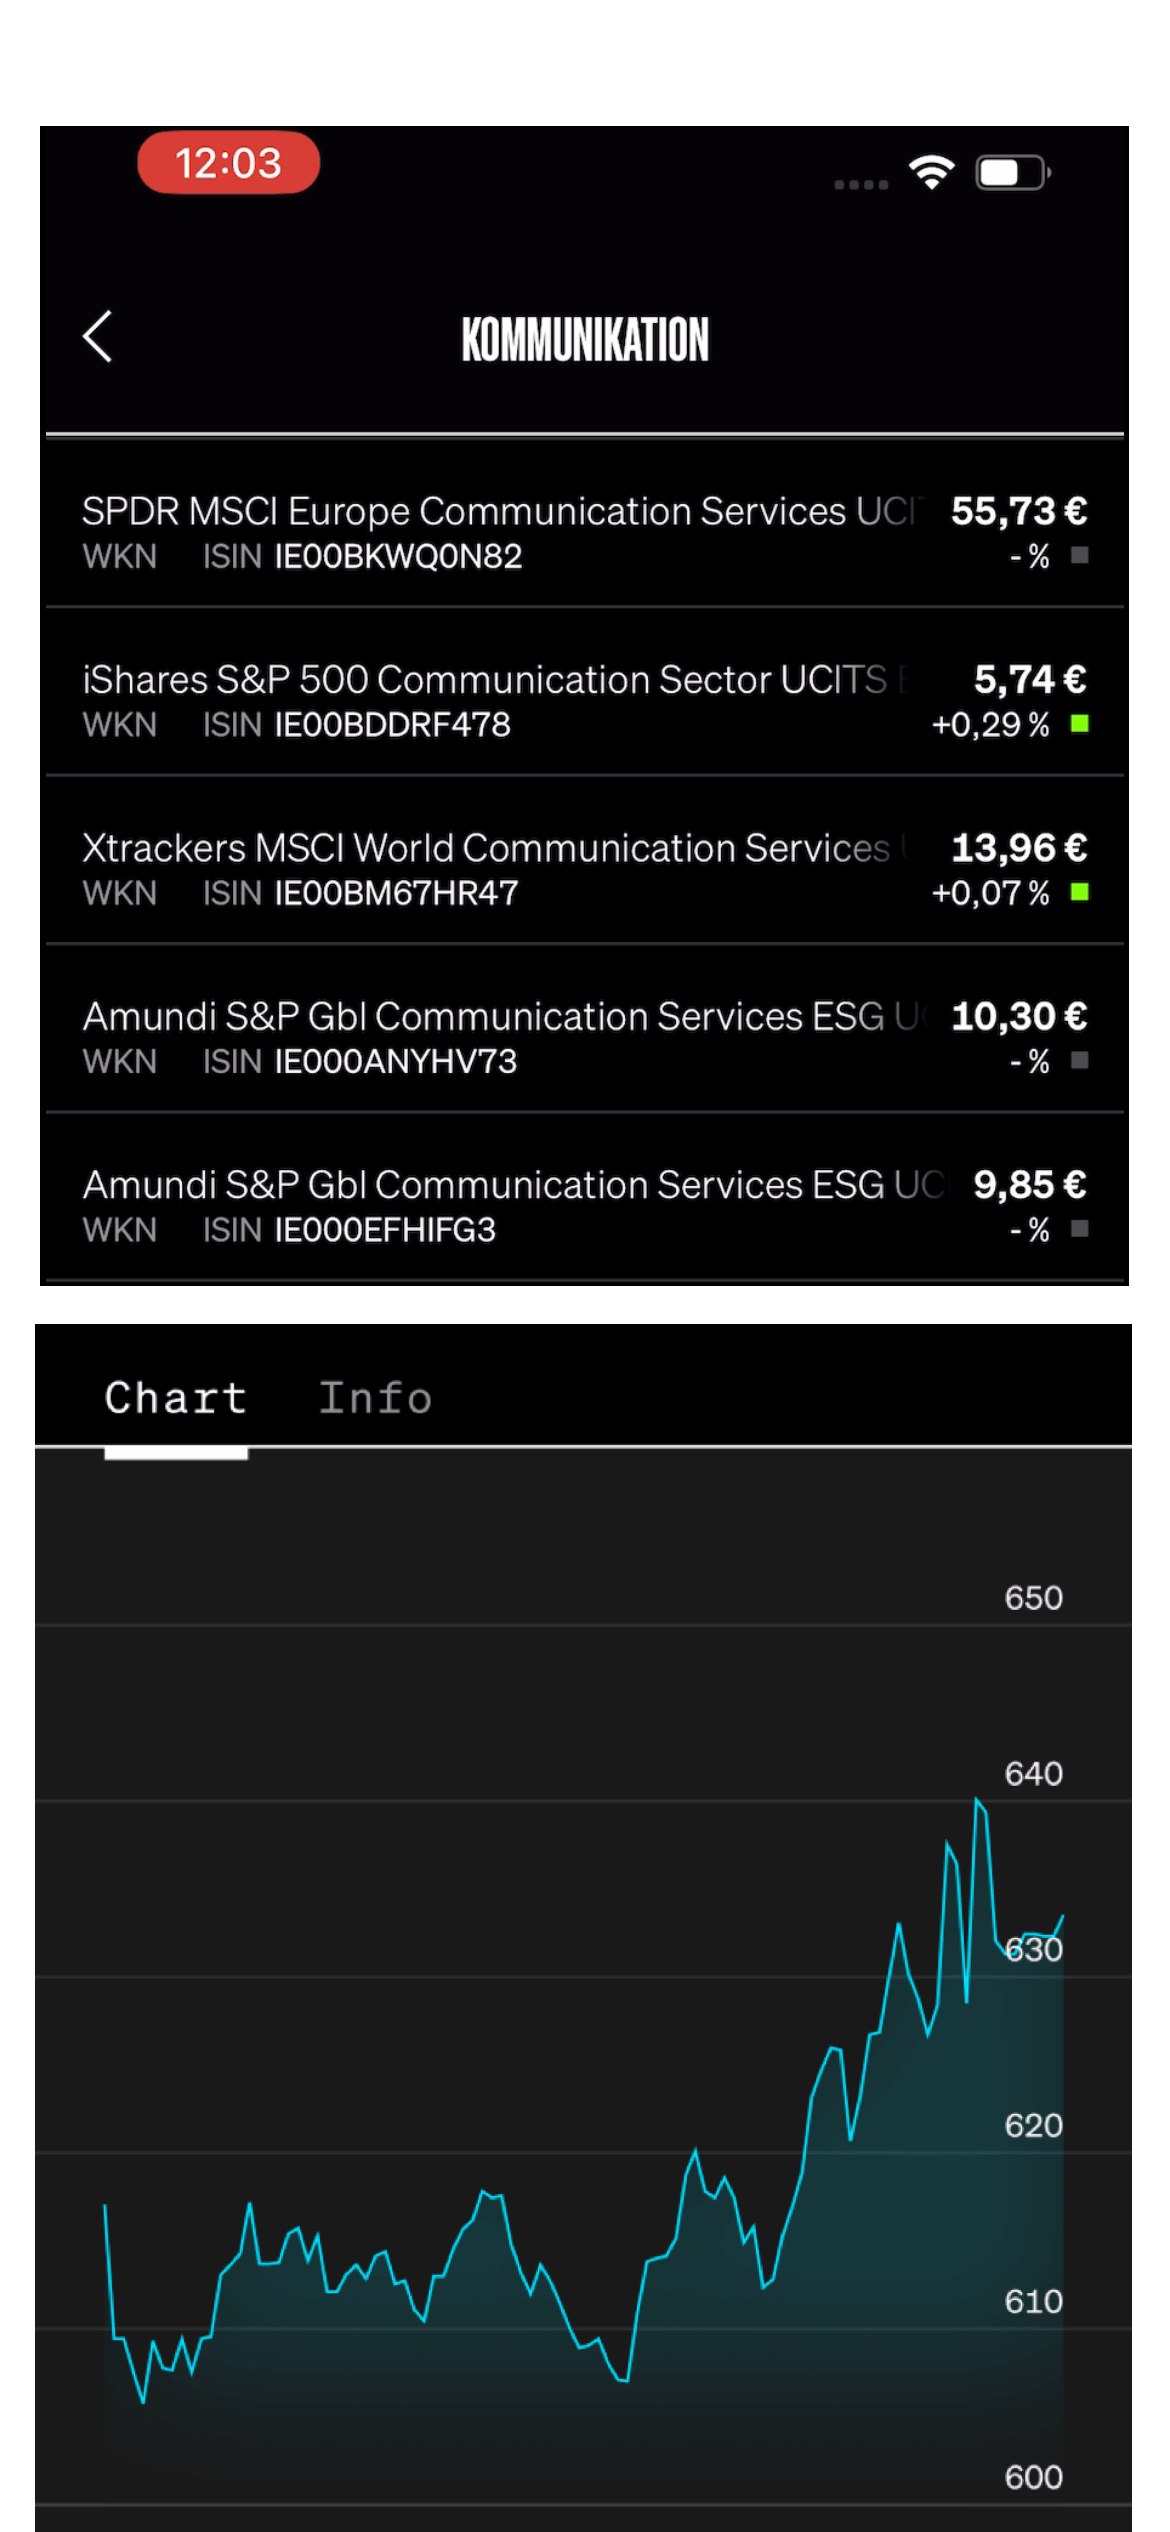 12:03
KOMMUNIKATION
SPDR MSCI Europe Communication Services UCI 55,73 €
WKN ISIN IE00BKWQ0N82 - %
iShares S&P 500 Communication Sector UCITS E 5,74 €
WKN ISIN IE00BDDRF478 +0,29 %
Xtrackers MSCI World Communication Services 13,96 €
WKN ISIN IE00BM67HR47 +0,07 %
Amundi S&P Gbl Communication Services ESG U 10,30 €
WKN ISIN IE000ANYHV73 - %
Amundi S&P Gbl Communication Services ESG UC 9,85 €
WKN ISIN IE000EFHIFG3 - %
Chart Info
650
640
630
620
610
600